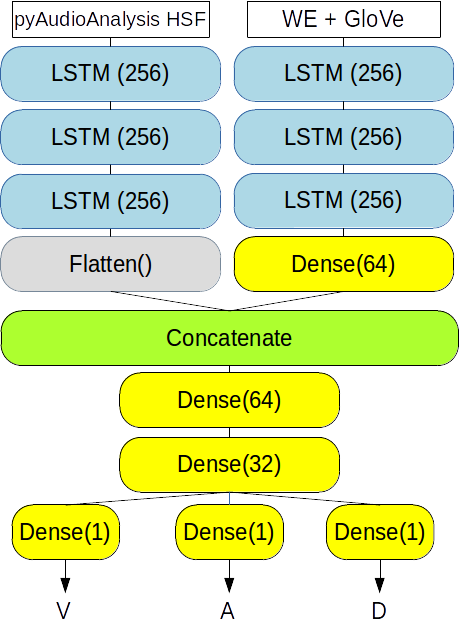 pyAudioAnalysis HSF
WE + GloVe
LSTM (256)
LSTM (256)
LSTM (256)
LSTM (256)
LSTM (256)
LSTM (256)
Flatten()
Dense(64)
Concatenate
Dense(64)
Dense(32)
Dense(1)
Dense(1)
Dense(1)
V
A
D